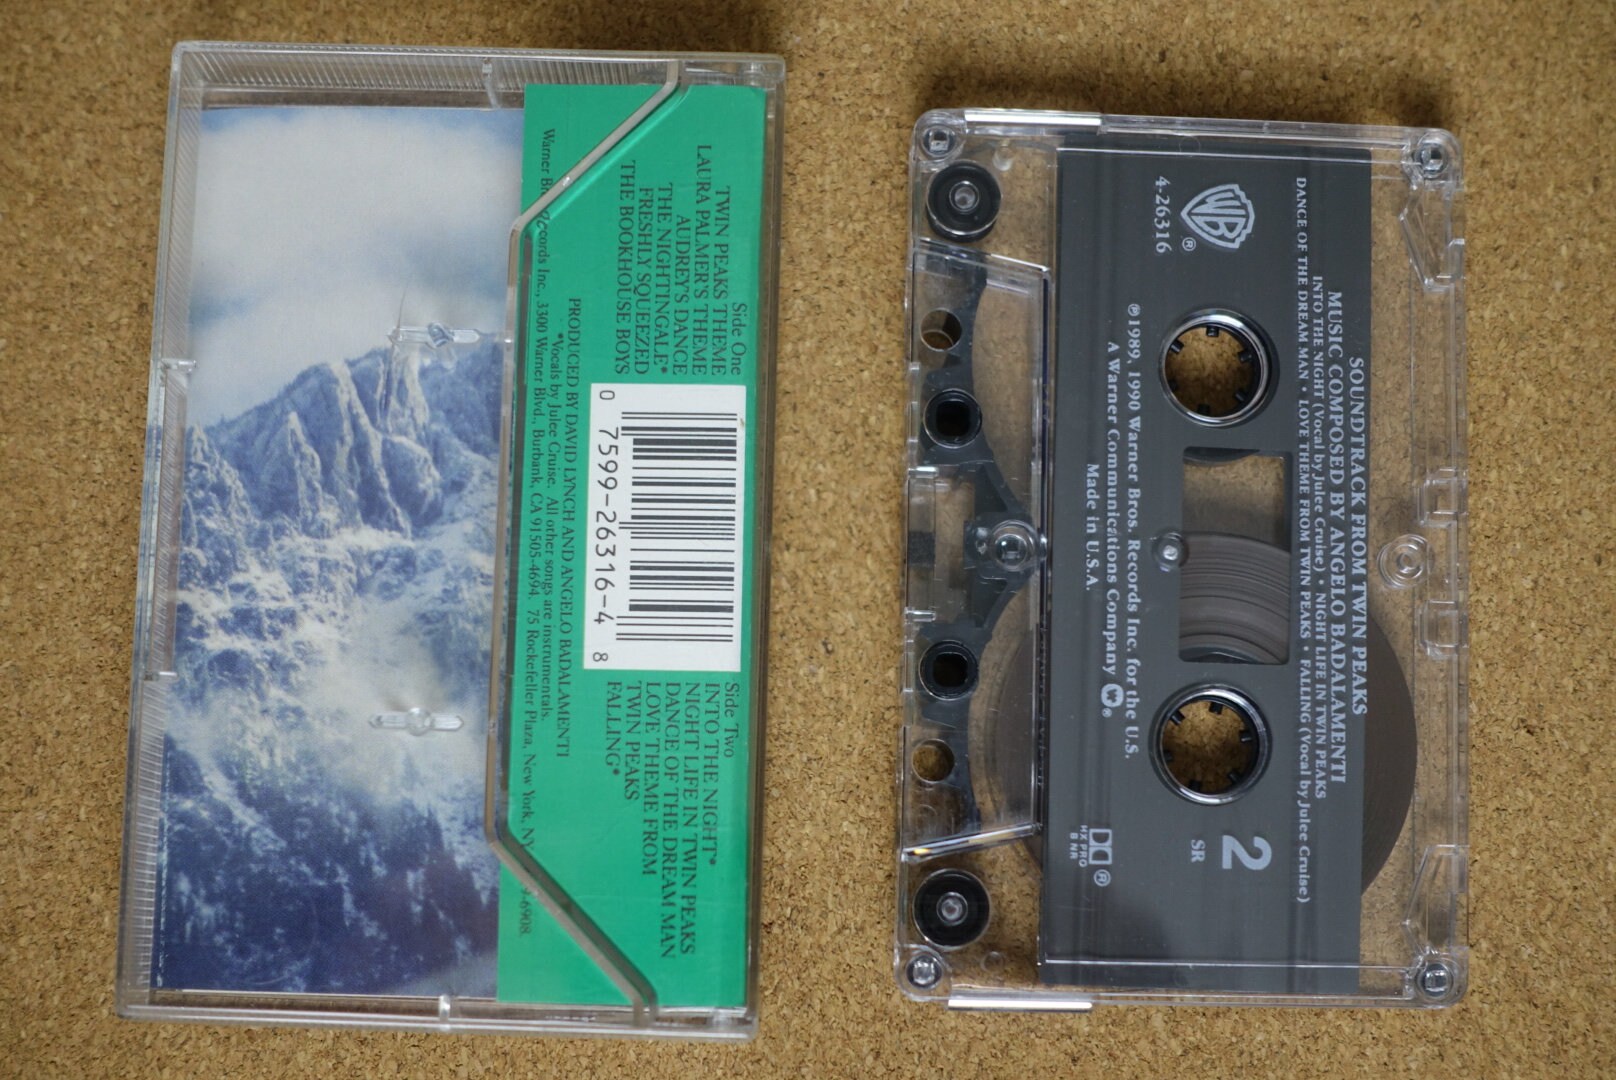 Side One
TWIN PEAKS THEME
LAURA PALMER'S THEME
AUDREY'S DANCE
THE NIGHTINGALE*
FRESHLY SQUEEZED
THE BOOKHOUSE BOYS
0 7599-26316-4 8
Side Two
INTO THE NIGHT*
NIGHT LIFE IN TWIN PEAKS
DANCE OF THE DREAM MAN
LOVE THEME FROM
TWIN PEAKS
FALLING*
PRODUCED BY DAVID LYNCH AND ANGELO BADALAMENTI
*Vocals by Julee Cruise. All other songs are instrumentals.
Warner Records Inc., 3300 Warner Blvd., Burbank, CA 91505-4694. 75 Rockefeller Plaza, New York, NY -6908.
SOUNDTRACK FROM TWIN PEAKS
MUSIC COMPOSED BY ANGELO BADALAMENTI
INTO THE NIGHT (Vocal by Julee Cruise) • NIGHT LIFE IN TWIN PEAKS
DANCE OF THE DREAM MAN • LOVE THEME FROM TWIN PEAKS • FALLING (Vocal by Julee Cruise)
WB ®
4-26316
2
SR
℗1989, 1990 Warner Bros. Records Inc. for the U.S.
A Warner Communications Company ®
Made in U.S.A.
®
HX PRO
B NR